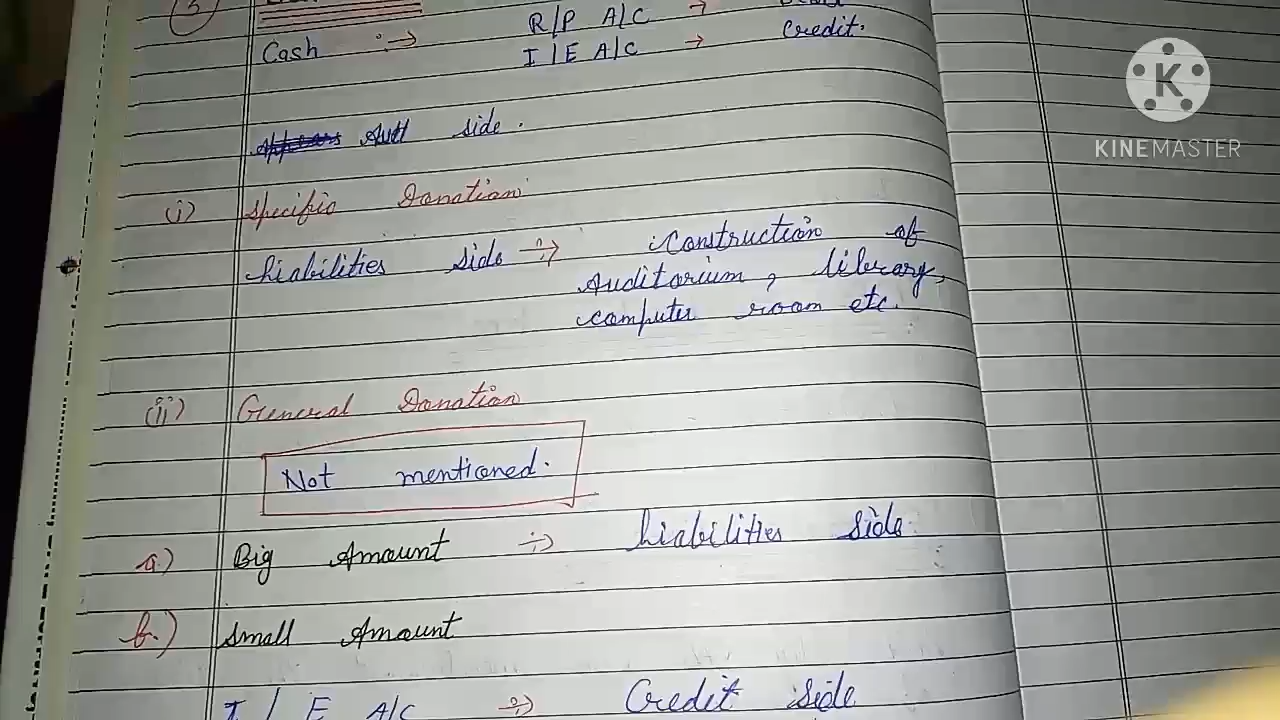 5
R/P A/C →
Cash :→ I/E A/C → Credit.
side.
(i) Specific Donation
Liabilities side :→ Construction of
Auditorium, library,
computer room etc.
(ii) General Donation
Not mentioned.
a.) Big Amount :→ Liabilities side.
b.) Small Amount
I/E A/C :→ Credit side
K
KINEMASTER